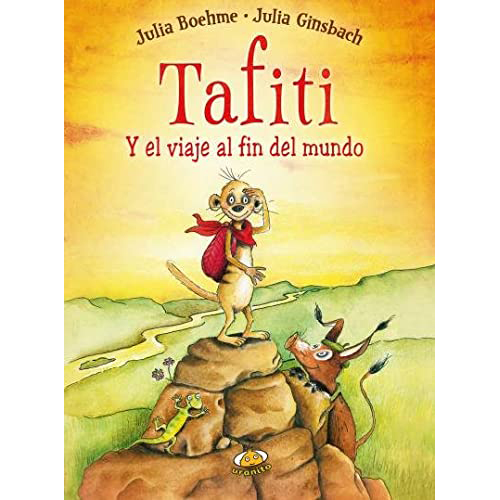 Julia Boehme • Julia Ginsbach
Tafiti
Y el viaje al fin del mundo
uranito